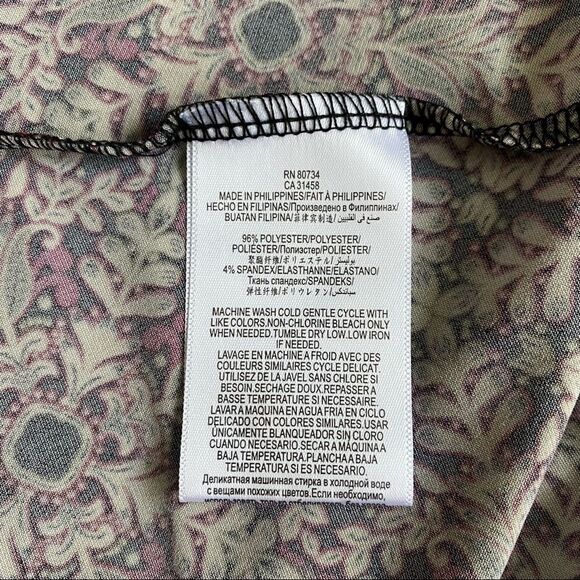 RN 80734
CA 31458
MADE IN PHILIPPINES/FAIT À PHILIPPINES/
HECHO EN FILIPINAS/Произведено в Филиппинах/
BUATAN FILIPINA/菲律宾制造/صنع في الفلبين
96% POLYESTER/POLYESTER/
POLIÉSTER/Полиэстер/POLIESTER/
聚酯纤维/ポリエステル/بوليستر
4% SPANDEX/ELASTHANNE/ELASTANO/
Ткань спандекс/SPANDEKS/
弹性纤维/ポリウレタン/سباندكس
MACHINE WASH COLD GENTLE CYCLE WITH
LIKE COLORS.NON-CHLORINE BLEACH ONLY
WHEN NEEDED.TUMBLE DRY LOW.LOW IRON
IF NEEDED.
LAVAGE EN MACHINE A FROID AVEC DES
COULEURS SIMILAIRES CYCLE DELICAT.
UTILISEZ DE LA JAVEL SANS CHLORE SI
BESOIN.SECHAGE DOUX.REPASSER A
BASSE TEMPERATURE SI NECESSAIRE.
LAVAR A MAQUINA EN AGUA FRIA EN CICLO
DELICADO CON COLORES SIMILARES.USAR
ÚNICAMENTE BLANQUEADOR SIN CLORO
CUANDO NECESARIO.SECAR A MÁQUINA A
BAJA TEMPERATURA.PLANCHA A BAJA
TEMPERATURA SI ES NECESARIO.
Деликатная машинная стирка в холодной воде
с вещами похожих цветов.Если необходимо,